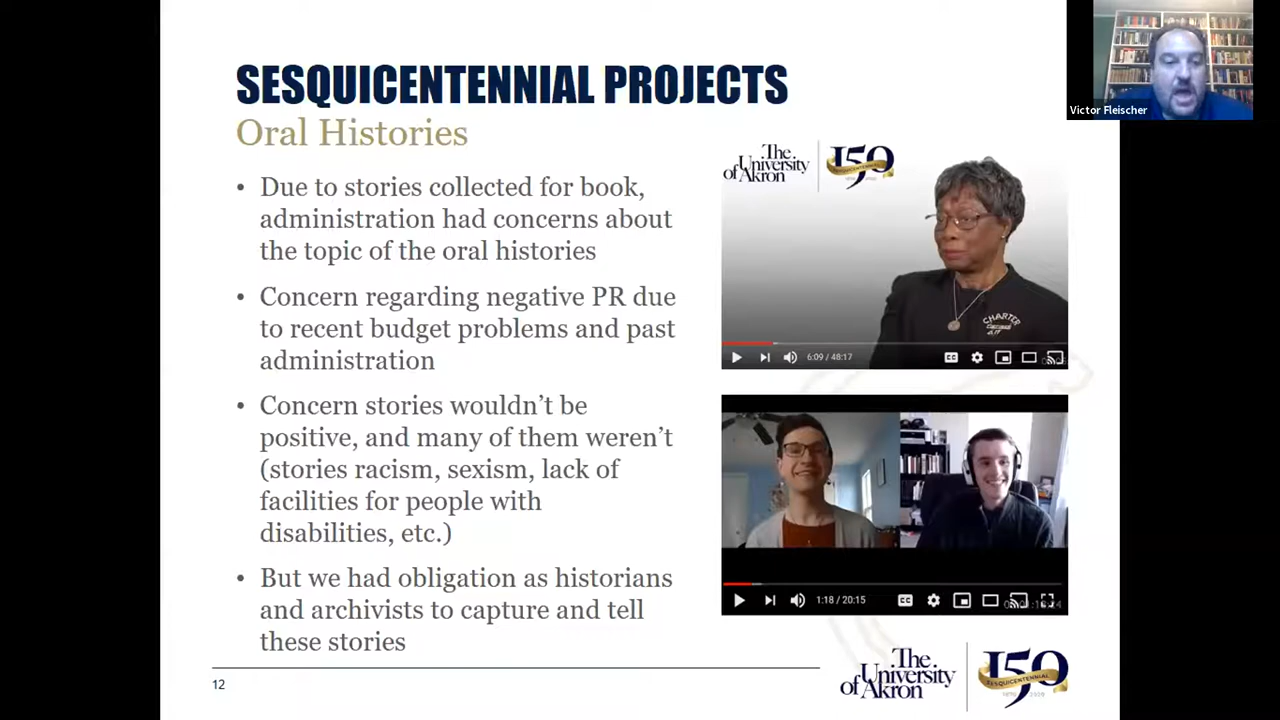 SESQUICENTENNIAL PROJECTS
Oral Histories
• Due to stories collected for book,
administration had concerns about
the topic of the oral histories
• Concern regarding negative PR due
to recent budget problems and past
administration
• Concern stories wouldn't be
positive, and many of them weren't
(stories racism, sexism, lack of
facilities for people with
disabilities, etc.)
• But we had obligation as historians
and archivists to capture and tell
these stories
12
Victor Fleischer
The
University
of Akron
150
SESQUICENTENNIAL
CHARTER
6:09 / 48:17
CC
1:18 / 20:15
CC
The
University
of Akron
150
SESQUICENTENNIAL